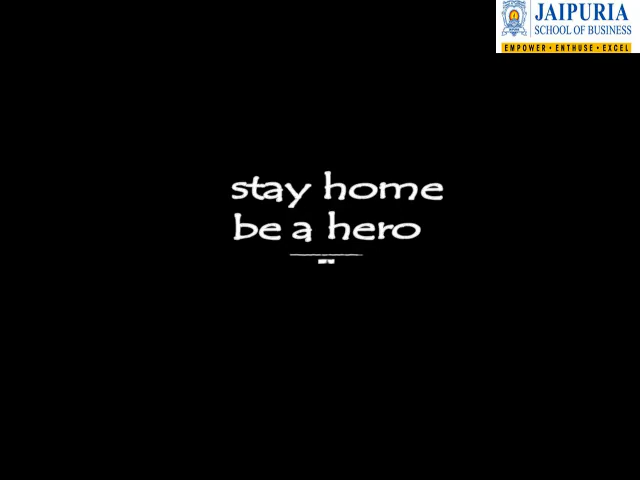 JAIPURIA
SCHOOL OF BUSINESS
EMPOWER • ENTHUSE • EXCEL
stay home
be a hero